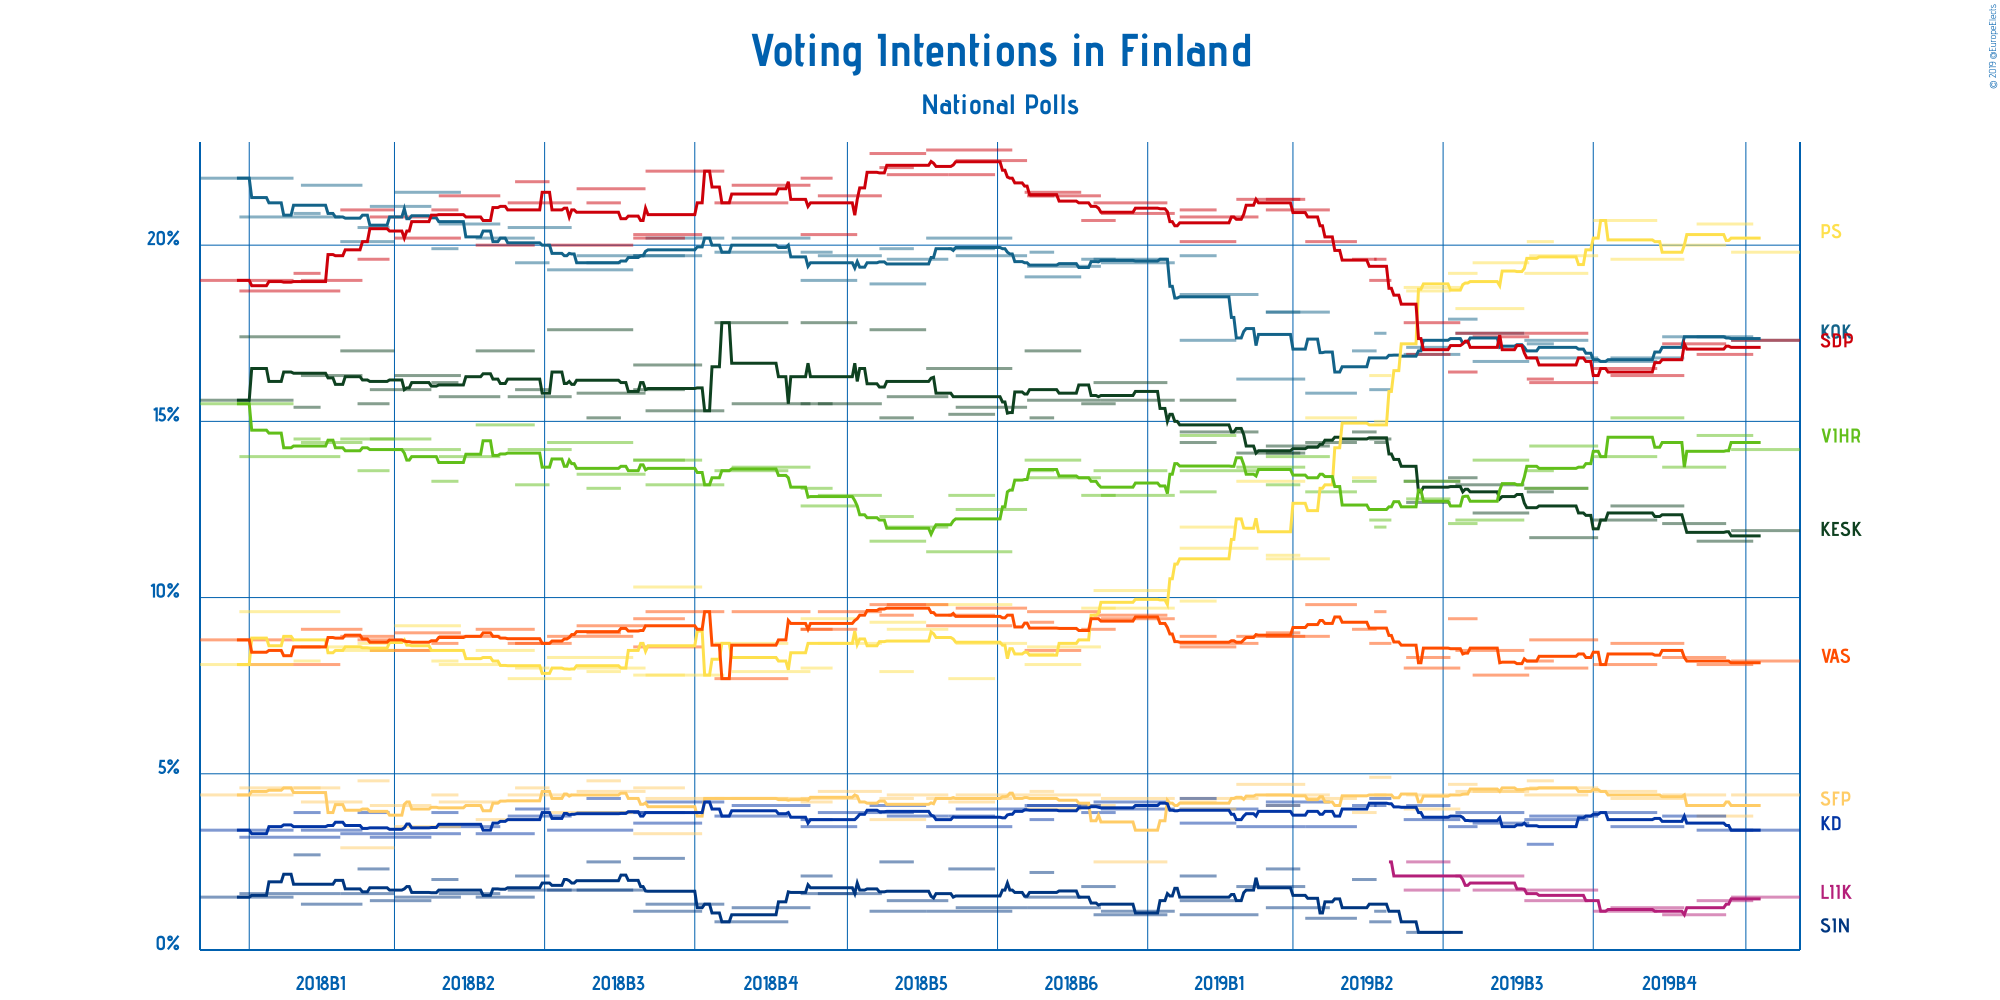 Voting Intentions in Finland
National Polls
© 2019 @EuropeElects
20%
15%
10%
5%
0%
PS
KOK
SDP
VIHR
KESK
VAS
SFP
KD
LIIK
SIN
2018B1 2018B2 2018B3 2018B4 2018B5 2018B6 2019B1 2019B2 2019B3 2019B4